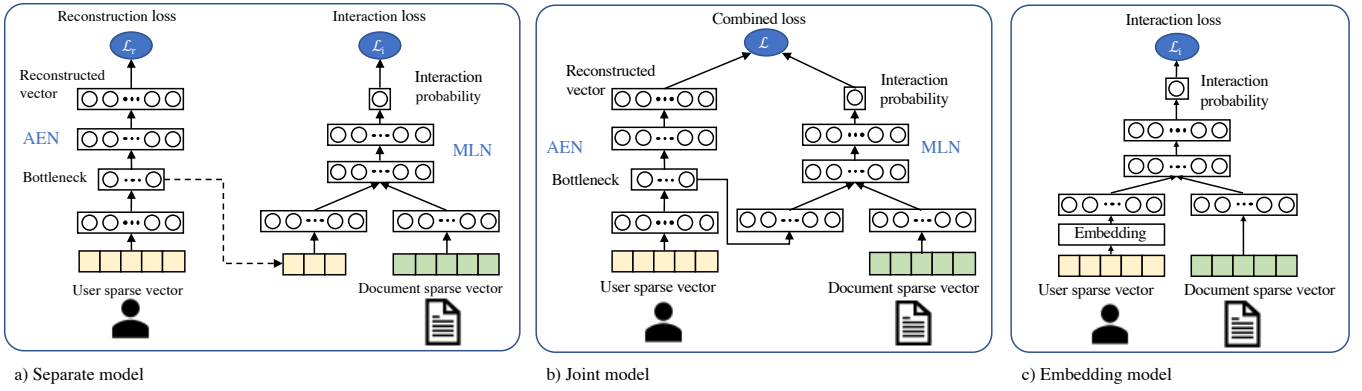 Reconstruction loss
Interaction loss
ℒr
ℒi
Reconstructed
vector
Interaction
probability
AEN
MLN
Bottleneck
User sparse vector
Document sparse vector
a) Separate model
Combined loss
ℒ
Reconstructed
vector
Interaction
probability
AEN
MLN
Bottleneck
User sparse vector
Document sparse vector
b) Joint model
Interaction loss
ℒi
Interaction
probability
Embedding
User sparse vector
Document sparse vector
c) Embedding model